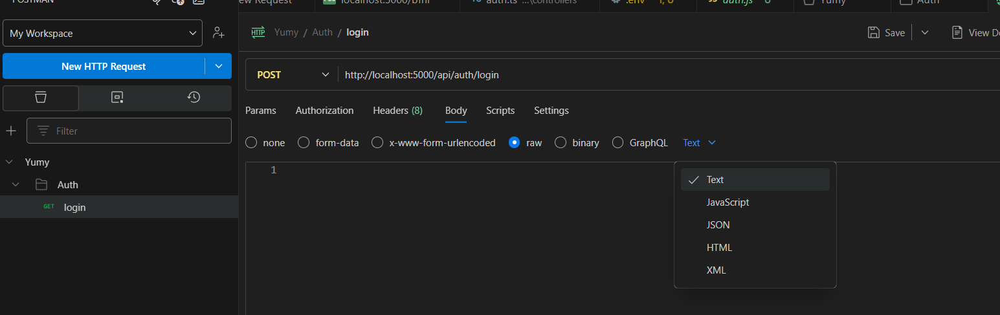 POSTMAN
ew Request localhost:5000/bfhl auth.ts ...\controllers .env 1, U auth.js U Yumy Auth
My Workspace
HTTP Yumy / Auth / login Save View De
New HTTP Request
POST http://localhost:5000/api/auth/login
Params Authorization Headers (8) Body Scripts Settings
Filter
none form-data x-www-form-urlencoded raw binary GraphQL Text
Yumy
1
Text
Auth
JavaScript
GET login
JSON
HTML
XML